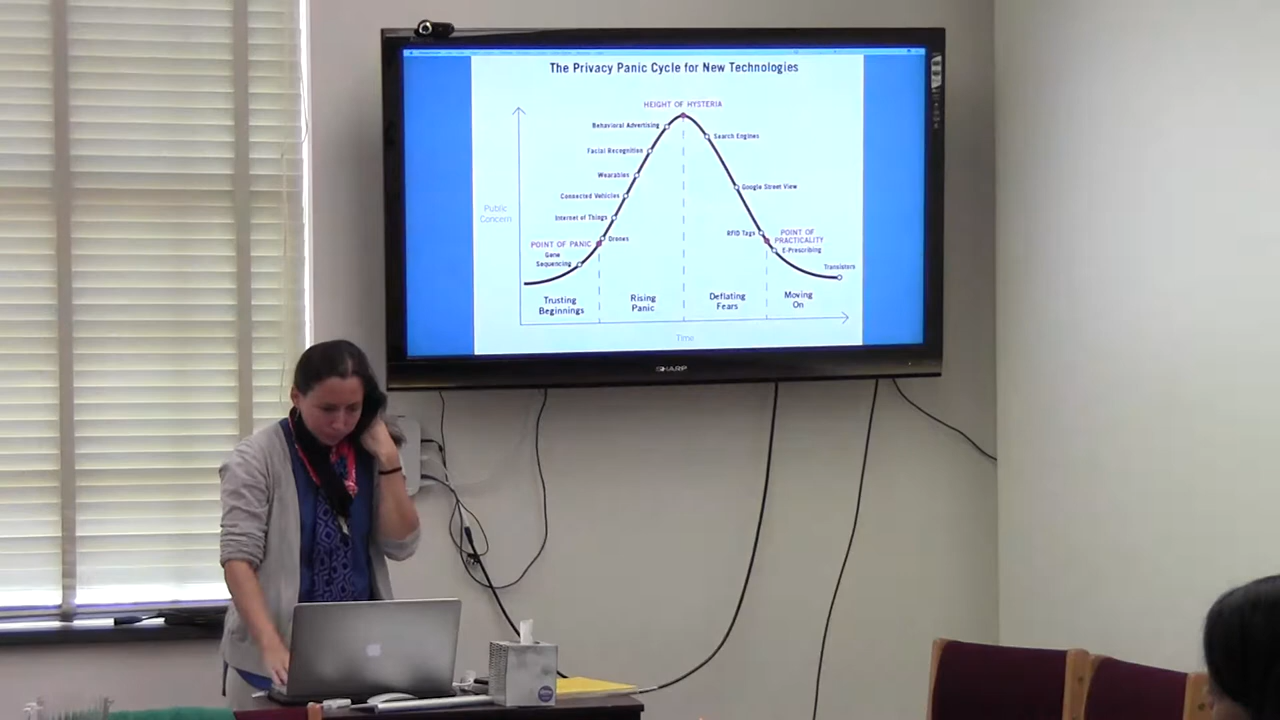 The Privacy Panic Cycle for New Technologies
HEIGHT OF HYSTERIA
Behavioral Advertising
Search Engines
Facial Recognition
Wearables
Google Street View
Connected Vehicles
Public
Concern
Internet of Things
Drones
RFID Tags
POINT OF
PRACTICALITY
POINT OF PANIC
E-Prescribing
Gene
Sequencing
Transistors
Trusting
Beginnings
Rising
Panic
Deflating
Fears
Moving
On
Time
SHARP